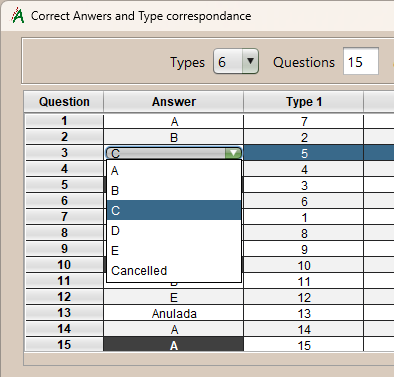 Correct Anwers and Type correspondance
Types 6 Questions 15
Question Answer Type 1
1 A 7
2 B 2
3 C 5
4 A 4
5 B 3
6 C 6
7 D 1
8 E 8
9 Cancelled 9
10 10
11 11
12 E 12
13 Anulada 13
14 A 14
15 A 15